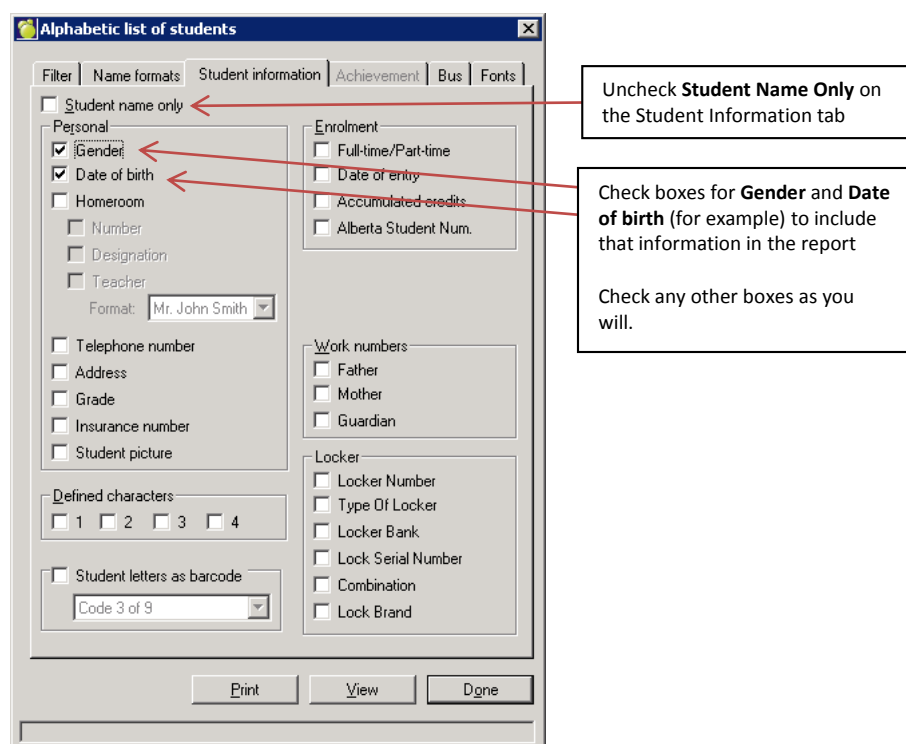 Alphabetic list of students
Filter Name formats Student information Achievement Bus Fonts
Student name only
Personal
Gender
Date of birth
Homeroom
Number
Designation
Teacher
Format: Mr. John Smith
Telephone number
Address
Grade
Insurance number
Student picture
Defined characters
1 2 3 4
Student letters as barcode
Code 3 of 9
Enrolment
Full-time/Part-time
Date of entry
Accumulated credits
Alberta Student Num.
Work numbers
Father
Mother
Guardian
Locker
Locker Number
Type Of Locker
Locker Bank
Lock Serial Number
Combination
Lock Brand
Print View Done
Uncheck Student Name Only on
the Student Information tab
Check boxes for Gender and Date
of birth (for example) to include
that information in the report
Check any other boxes as you
will.